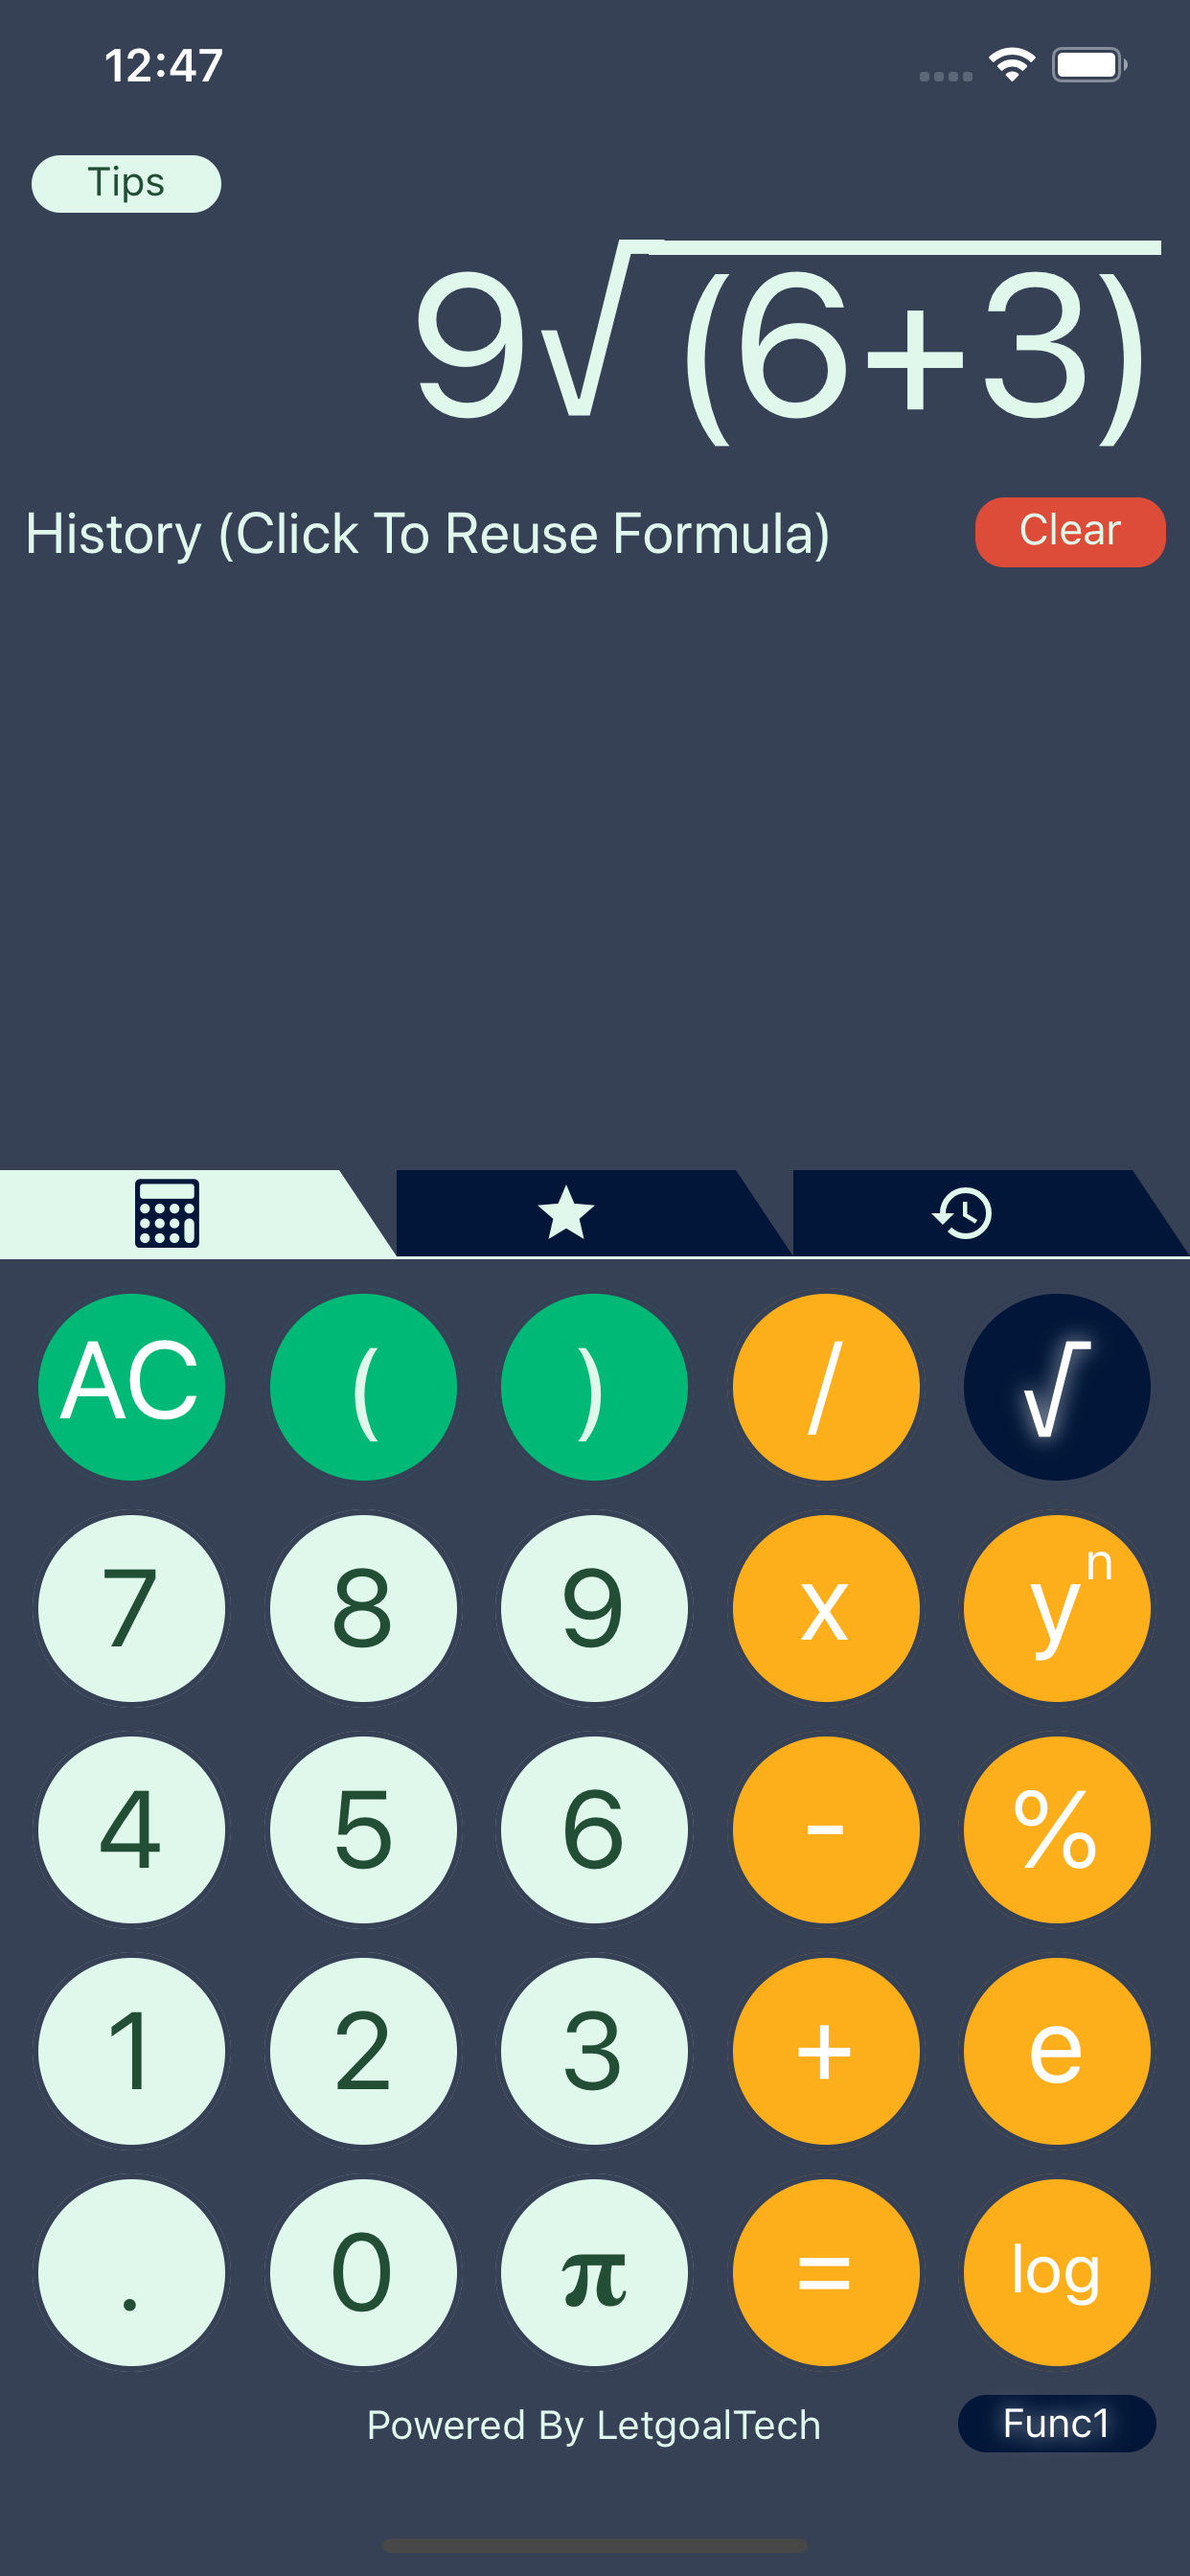 12:47
Tips
9√(6+3)
History (Click To Reuse Formula)
Clear
AC ( ) / √
7 8 9 x yⁿ
4 5 6 - %
1 2 3 + e
. 0 π = log
Powered By LetgoalTech
Func1